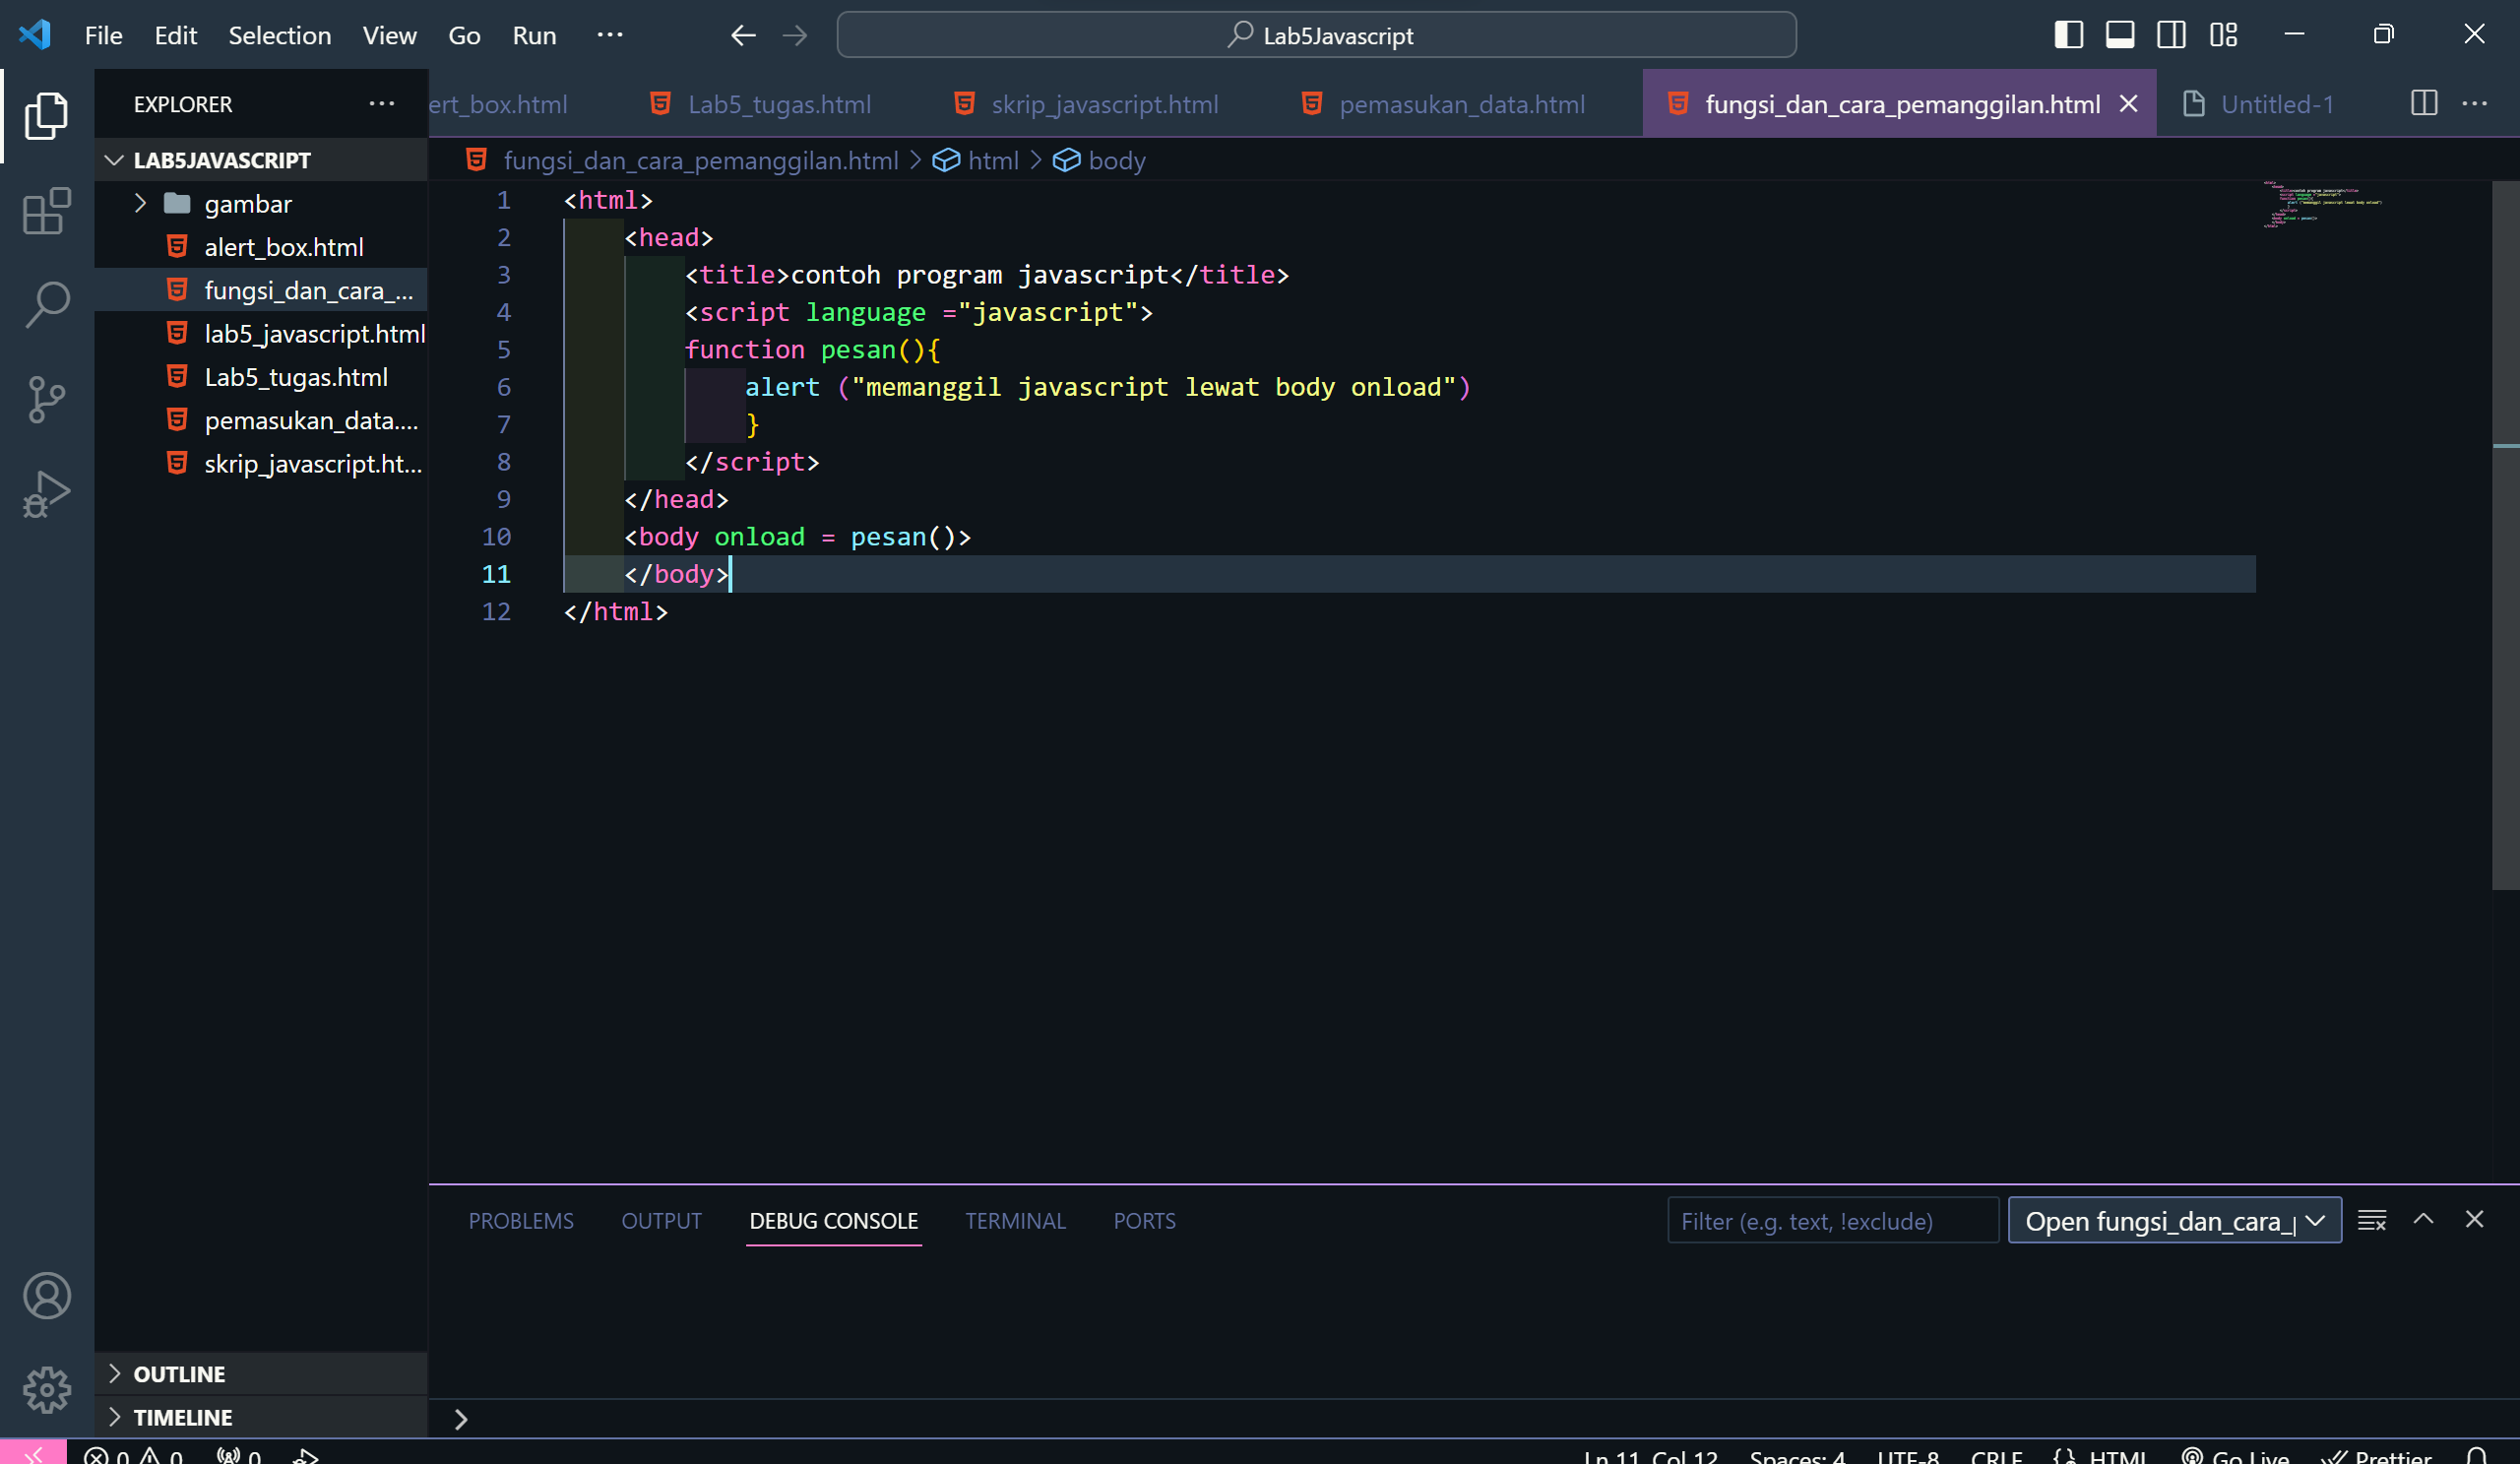 File Edit Selection View Go Run ··· Lab5Javascript
EXPLORER ···
ert_box.html Lab5_tugas.html skrip_javascript.html pemasukan_data.html fungsi_dan_cara_pemanggilan.html Untitled-1 ···
LAB5JAVASCRIPT
gambar
alert_box.html
fungsi_dan_cara_...
lab5_javascript.html
Lab5_tugas.html
pemasukan_data....
skrip_javascript.ht...
OUTLINE
TIMELINE
fungsi_dan_cara_pemanggilan.html > html > body
1 <html>
2 <head>
3 <title>contoh program javascript</title>
4 <script language ="javascript">
5 function pesan(){
6 alert ("memanggil javascript lewat body onload")
7 }
8 </script>
9 </head>
10 <body onload = pesan()>
11 </body>
12 </html>
PROBLEMS OUTPUT DEBUG CONSOLE TERMINAL PORTS Filter (e.g. text, !exclude) Open fungsi_dan_cara_
>
0 0 0 Ln 11, Col 12 Spaces: 4 UTF-8 CRLF {} HTML Go Live Prettier